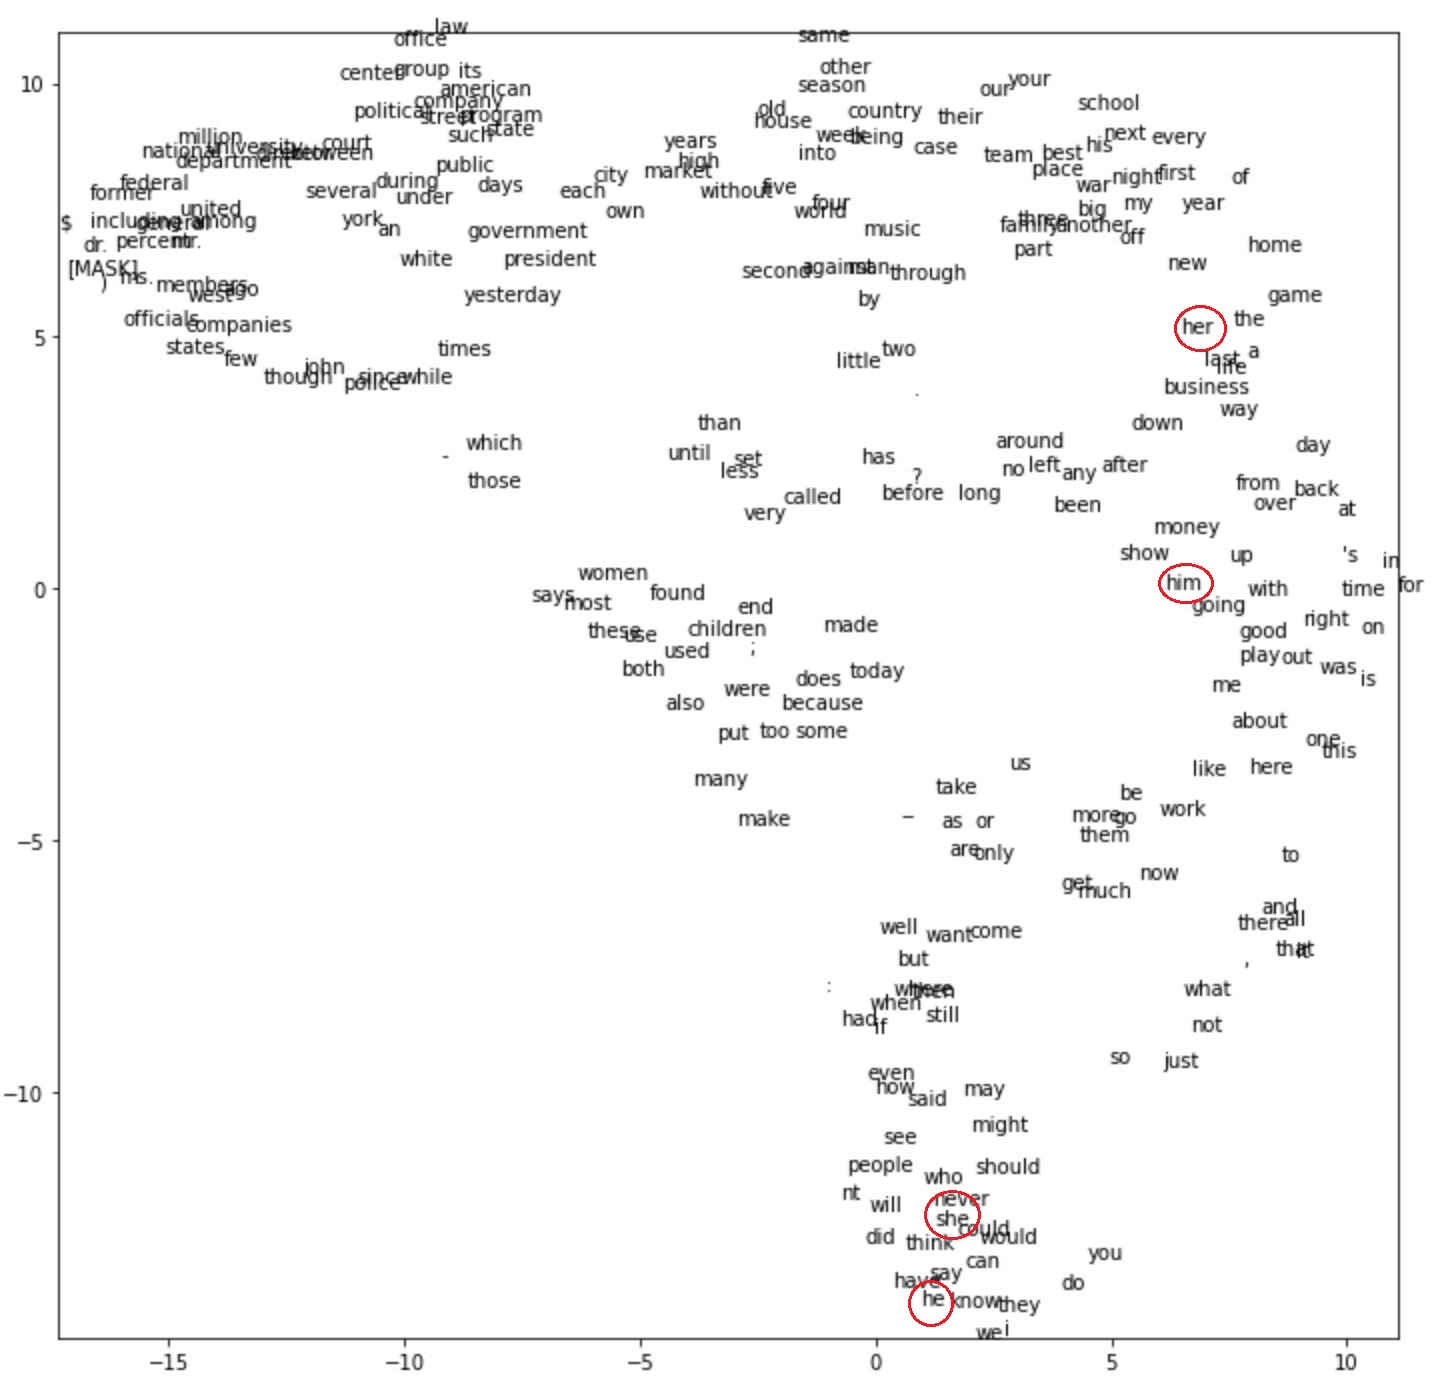 law
office
same
center group its
other
10
american
season
your
our
company
political
street program
old
country
school
house
their
state
such
week being
next every
million
university
court
years
case
his
national
between
into
team best
department
high
public
place
first
city
market
night
of
federal
during
days
each
without five
war
former
several
under
four
my
year
united
own
world
big
$ including general among
york
an
government
music
three
family another
dr. percent mr.
off
part
home
white
president
new
[MASK]
second against man through
) ms.
members
ago
west
yesterday
by
game
officials
companies
her the
5
states
times
two
last a
few
little
life
john
though
since while
police
business
.
way
than
down
which
around
day
-
until set
has
no left any after
less
?
those
called
before long
from back
very
been
over at
money
show
up
's in
0
women
him
with
time for
says most
found
going
end
right
these use
children
made
good
on
used
;
play out
both
was
does today
me
is
were
also
because
about
put too some
one
this
us
like here
many
take
be
work
make
–
as or
more go
them
−5
are only
to
now
get much
and
well
there all
want come
that it
but
,
:
where then
what
when
had
still
not
if
so just
even
−10
how
may
said
might
see
people
should
who
nt
never
will
she
could
did
think would
you
can
say
have
do
he know they
we i
−15 −10 −5 0 5 10